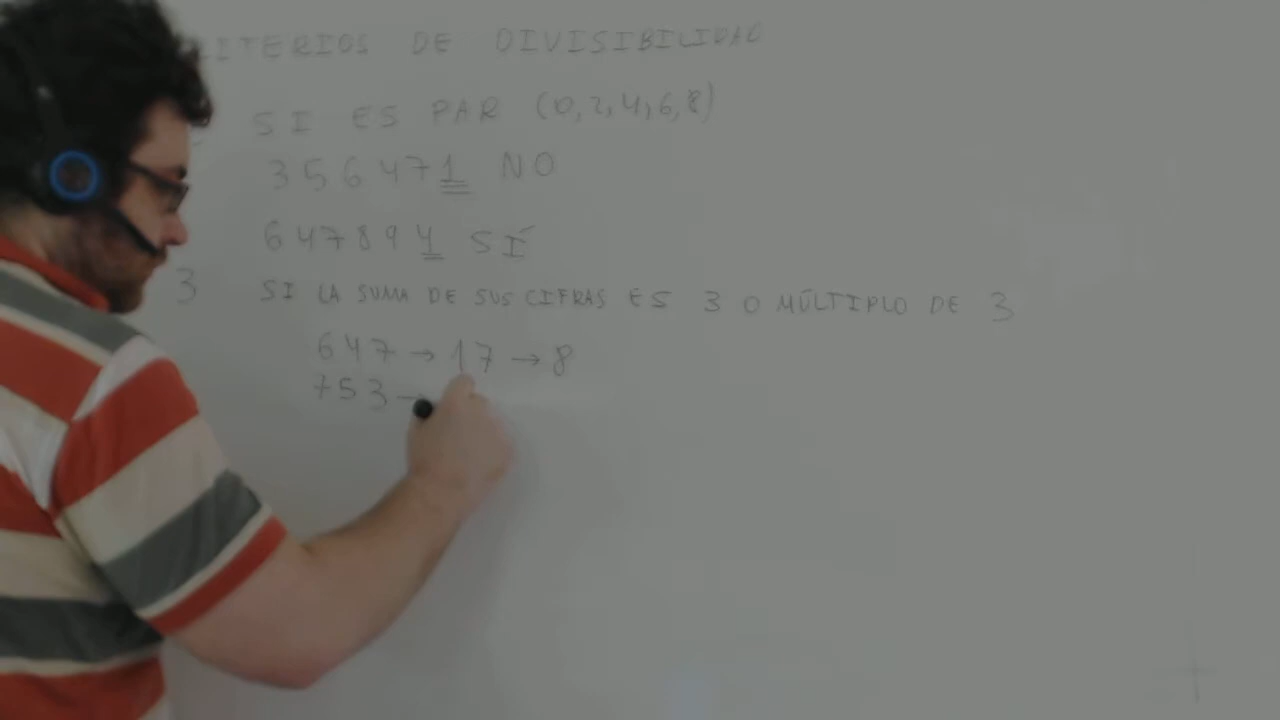 CRITERIOS DE DIVISIBILIDAD
SI ES PAR (0,2,4,6,8)
356471 NO
647894 SÍ
3 SI LA SUMA DE SUS CIFRAS ES 3 O MÚLTIPLO DE 3
647 → 17 → 8
753 →